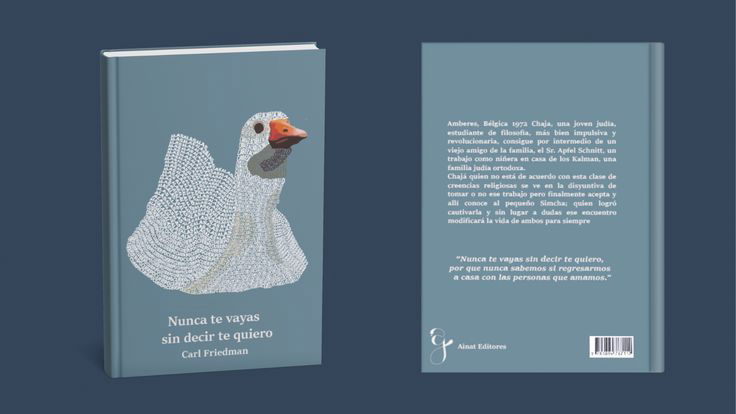 Nunca te vayas
sin decir te quiero
Carl Friedman
Amberes, Bélgica 1972 Chaja, una joven judía,
estudiante de filosofía, más bien impulsiva y
revolucionaria, consigue por intermedio de un
viejo amigo de la familia, el Sr. Apfel Schnitt, un
trabajo como niñera en casa de los Kalman, una
familia judía ortodoxa.
Chajá quien no está de acuerdo con esta clase de
creencias religiosas se ve en la disyuntiva de
tomar o no ese trabajo pero finalmente acepta y
allí conoce al pequeño Simcha; quien logró
cautivarla y sin lugar a dudas ese encuentro
modificará la vida de ambos para siempre
"Nunca te vayas sin decir te quiero,
por que nunca sabemos si regresarmos
a casa con las personas que amamos."
Ainat Editores